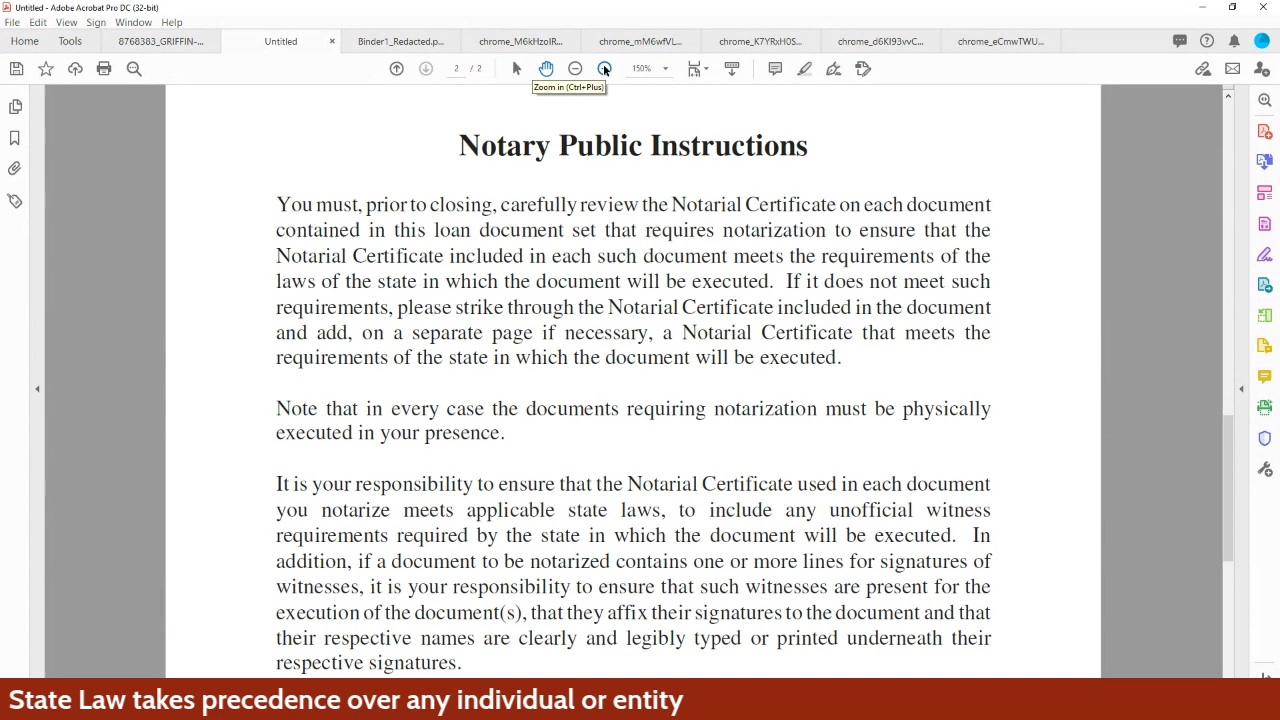 Untitled - Adobe Acrobat Pro DC (32-bit)
File Edit View Sign Window Help
Home Tools 8768383_GRIFFIN-... Untitled × Binder1_Redacted.p... chrome_M6kHzoIR... chrome_mM6wfVL... chrome_K7YRxH0S... chrome_d6KI93vvC... chrome_eCmwTWU...
2 / 2 150%
Zoom in (Ctrl+Plus)
Notary Public Instructions
You must, prior to closing, carefully review the Notarial Certificate on each document
contained in this loan document set that requires notarization to ensure that the
Notarial Certificate included in each such document meets the requirements of the
laws of the state in which the document will be executed. If it does not meet such
requirements, please strike through the Notarial Certificate included in the document
and add, on a separate page if necessary, a Notarial Certificate that meets the
requirements of the state in which the document will be executed.
Note that in every case the documents requiring notarization must be physically
executed in your presence.
It is your responsibility to ensure that the Notarial Certificate used in each document
you notarize meets applicable state laws, to include any unofficial witness
requirements required by the state in which the document will be executed. In
addition, if a document to be notarized contains one or more lines for signatures of
witnesses, it is your responsibility to ensure that such witnesses are present for the
execution of the document(s), that they affix their signatures to the document and that
their respective names are clearly and legibly typed or printed underneath their
respective signatures.
State Law takes precedence over any individual or entity